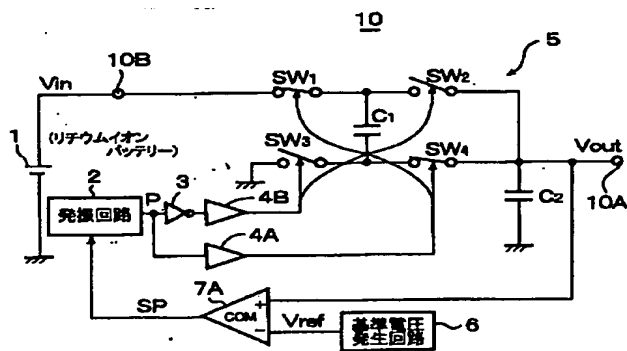 10
5
Vin
10B
SW1
SW2
C1
1
(リチウムイオン
バッテリー)
SW3
SW4
Vout
2
P
3
4B
発振回路
C2
10A
4A
7A
SP
COM
+
−
Vref
基準電圧
発生回路
6